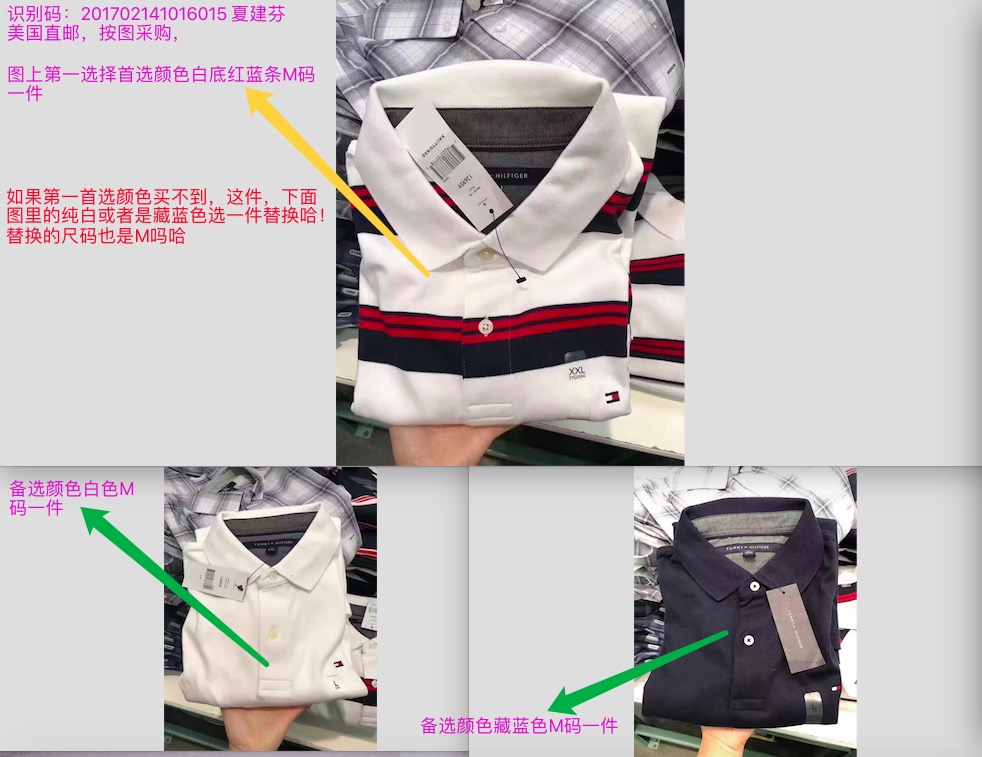 识别码：201702141016015 夏建芬
美国直邮，按图采购，
图上第一选择首选颜色白底红蓝条M码
一件
如果第一首选颜色买不到，这件，下面
图里的纯白或者是藏蓝色选一件替换哈！
替换的尺码也是M吗哈
HILFIGER
XXL
备选颜色白色M
码一件
TOMMY HILFIGER
TOMMY HILFIGER
TOMMY HILFIGER
备选颜色藏蓝色M码一件